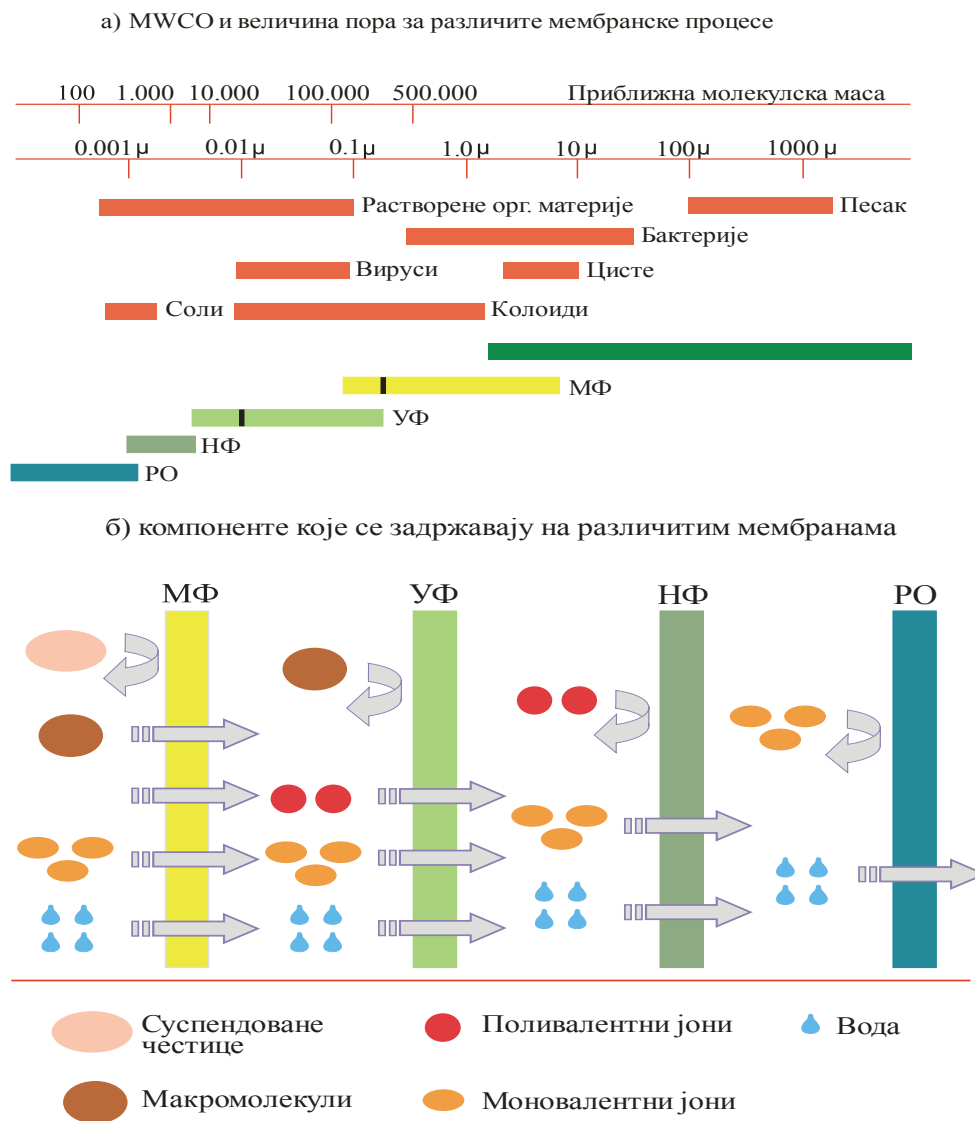 а) MWCO и величина пора за различите мембранске процесе
100 1.000 10.000 100.000 500.000 Приближна молекулска маса
0.001 µ 0.01 µ 0.1 µ 1.0 µ 10 µ 100 µ 1000 µ
Растворене орг. материје Песак
Бактерије
Вируси Цисте
Соли Колоиди
МФ
УФ
НФ
РО
б) компоненте које се задржавају на различитим мембранама
МФ УФ НФ РО
Суспендоване честице Поливалентни јони Вода
Макромолекули Моновалентни јони